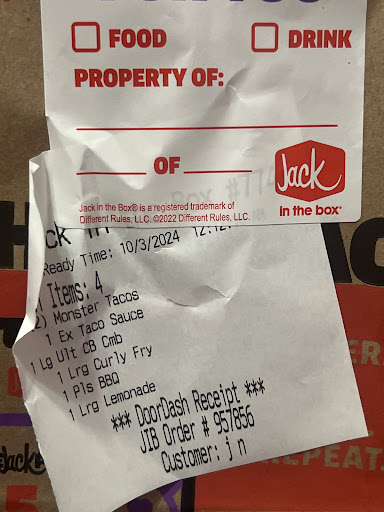 FOOD DRINK
PROPERTY OF:
OF
Jack
in the box®
Jack in the Box® is a registered trademark of
Different Rules, LLC. ©2022 Different Rules, LLC.
Ready Time: 10/3/2024
Items: 4
2) Monster Tacos
1 Ex Taco Sauce
1 Lg Ult CB Cmb
1 Lrg Curly Fry
1 Pls BBQ
1 Lrg Lemonade
*** DoorDash Receipt ***
JIB Order # 957856
Customer: j n
Jack
EPEAT